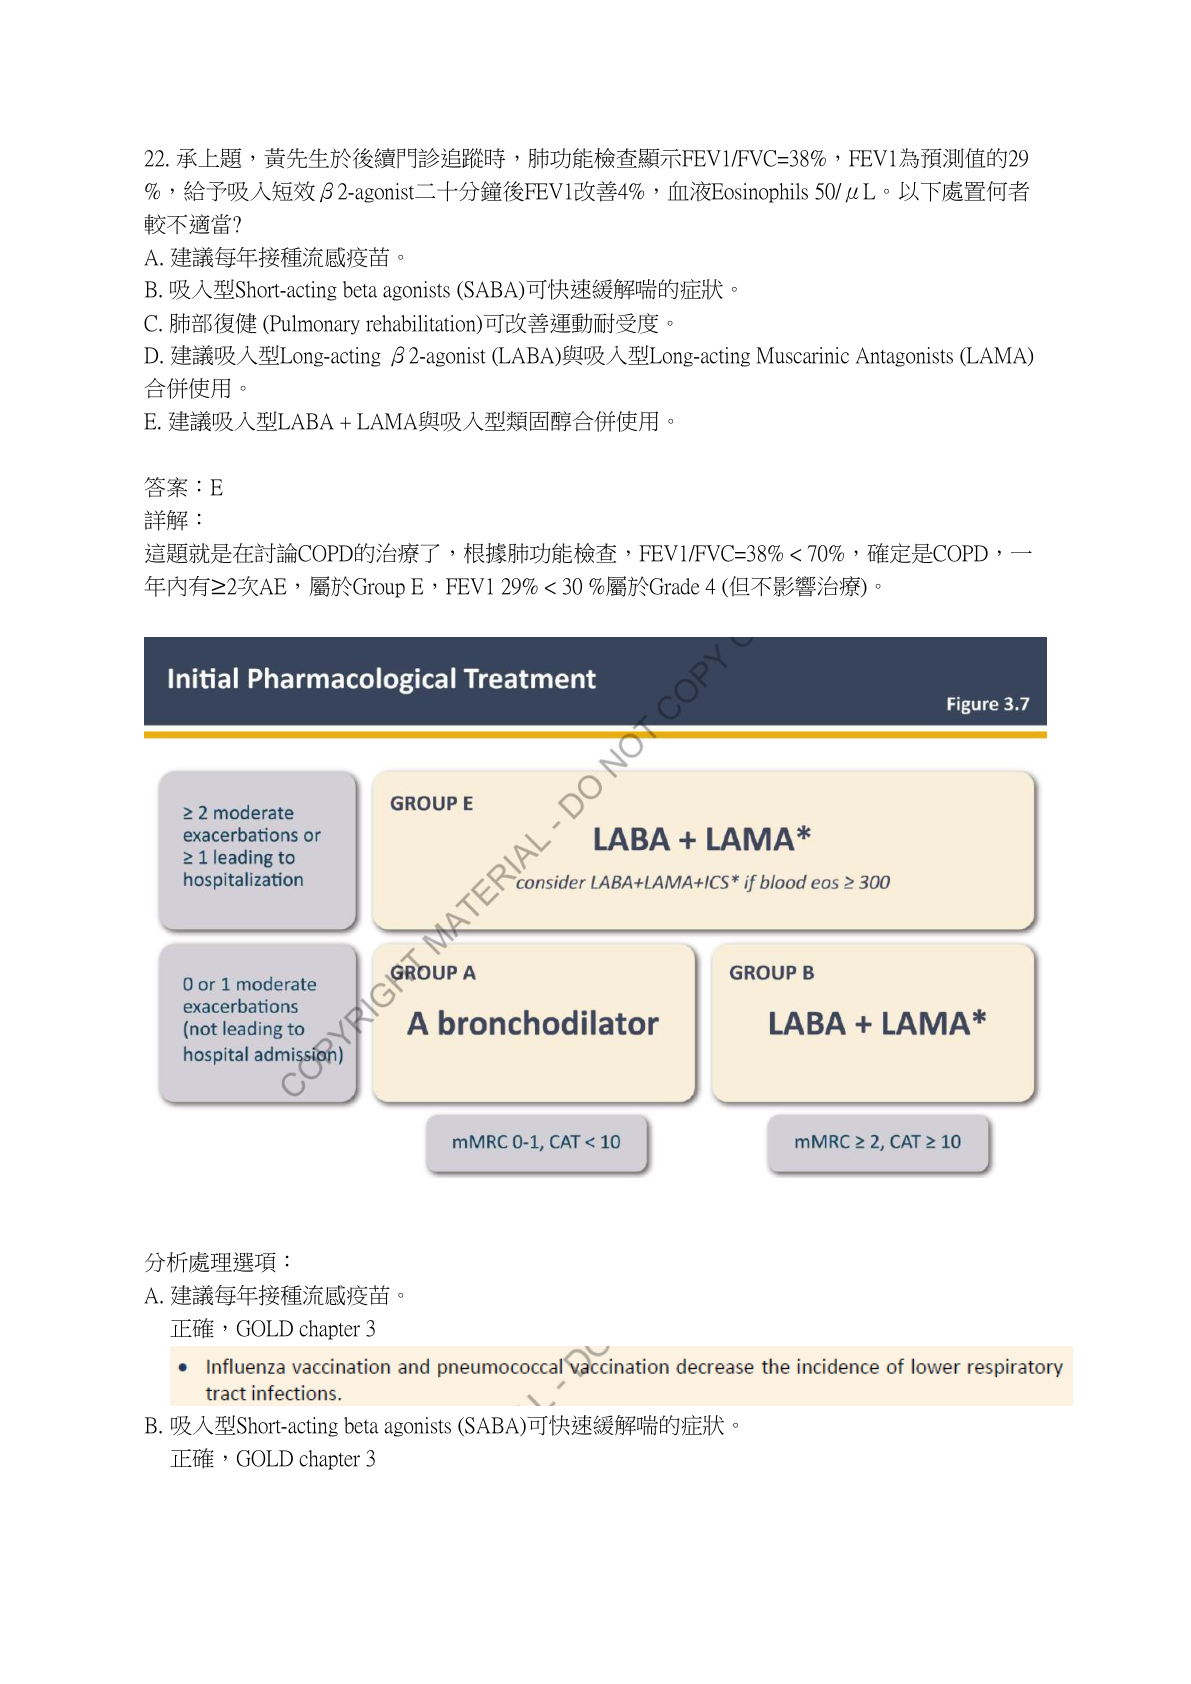 22. 承上題，黃先生於後續門診追蹤時，肺功能檢查顯示FEV1/FVC=38%，FEV1為預測值的29
%，給予吸入短效β2-agonist二十分鐘後FEV1改善4%，血液Eosinophils 50/μL。以下處置何者
較不適當?
A. 建議每年接種流感疫苗。
B. 吸入型Short-acting beta agonists (SABA)可快速緩解喘的症狀。
C. 肺部復健 (Pulmonary rehabilitation)可改善運動耐受度。
D. 建議吸入型Long-acting β2-agonist (LABA)與吸入型Long-acting Muscarinic Antagonists (LAMA)
合併使用。
E. 建議吸入型LABA + LAMA與吸入型類固醇合併使用。
答案：E
詳解：
這題就是在討論COPD的治療了，根據肺功能檢查，FEV1/FVC=38% < 70%，確定是COPD，一
年內有≥2次AE，屬於Group E，FEV1 29% < 30 %屬於Grade 4 (但不影響治療)。
Initial Pharmacological Treatment
Figure 3.7
≥ 2 moderate
exacerbations or
≥ 1 leading to
hospitalization
GROUP E
LABA + LAMA*
consider LABA+LAMA+ICS* if blood eos ≥ 300
0 or 1 moderate
exacerbations
(not leading to
hospital admission)
GROUP A
A bronchodilator
GROUP B
LABA + LAMA*
mMRC 0-1, CAT < 10
mMRC ≥ 2, CAT ≥ 10
COPYRIGHT MATERIAL - DO NOT COPY
分析處理選項：
A. 建議每年接種流感疫苗。
正確，GOLD chapter 3
• Influenza vaccination and pneumococcal vaccination decrease the incidence of lower respiratory
tract infections.
B. 吸入型Short-acting beta agonists (SABA)可快速緩解喘的症狀。
正確，GOLD chapter 3